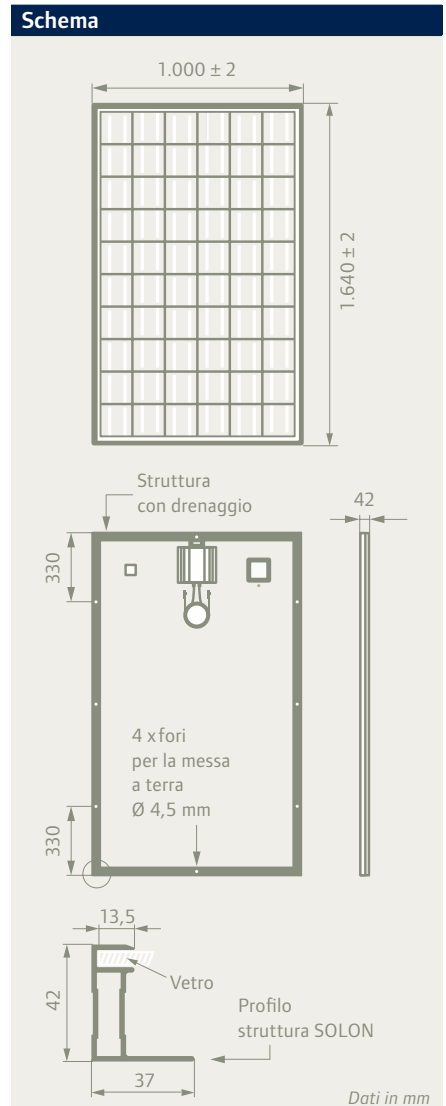 Schema
1.000 ± 2
1.640 ± 2
Struttura
con drenaggio
42
330
4 x fori
per la messa
a terra
Ø 4,5 mm
330
13,5
Vetro
42
Profilo
struttura SOLON
37
Dati in mm